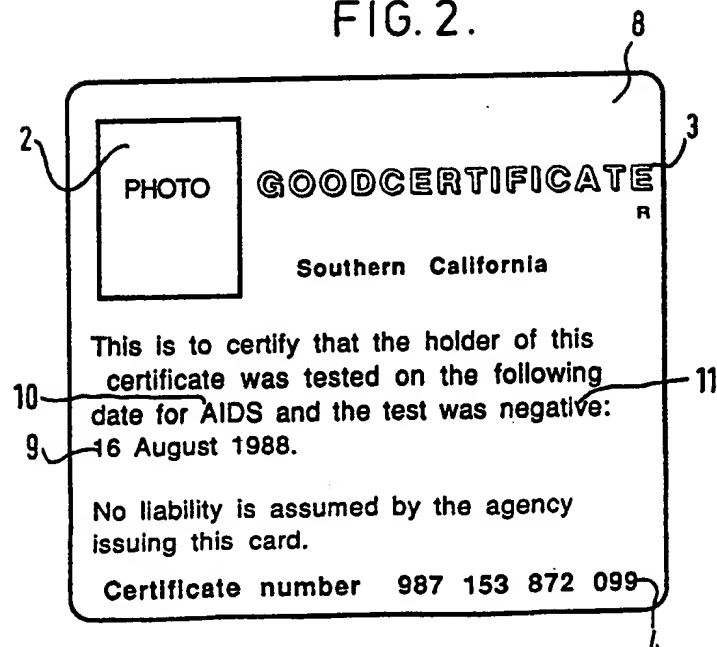 FIG. 2.
8
2
3
PHOTO
GOODCERTIFICATE
R
Southern California
This is to certify that the holder of this
certificate was tested on the following
10
11
date for AIDS and the test was negative:
9
16 August 1988.
No liability is assumed by the agency
issuing this card.
Certificate number 987 153 872 099